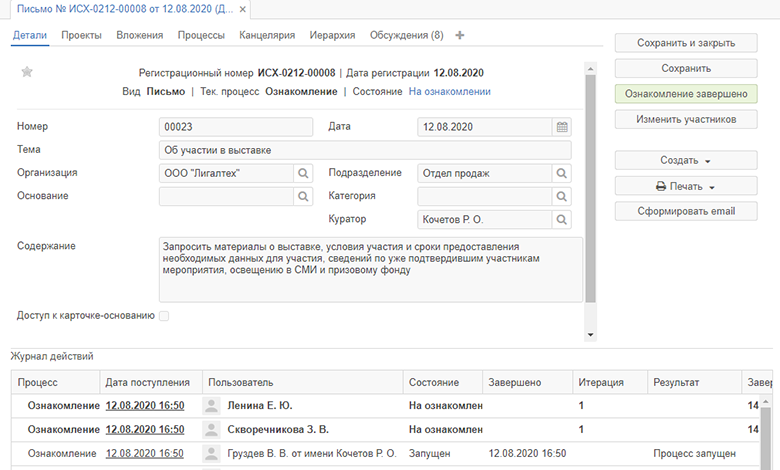 Письмо № ИСХ-0212-00008 от 12.08.2020 (Д... ×
Детали Проекты Вложения Процессы Канцелярия Иерархия Обсуждения (8)
Сохранить и закрыть
Сохранить
Ознакомление завершено
Изменить участников
Создать
Печать
Сформировать email
Регистрационный номер ИСХ-0212-00008 | Дата регистрации 12.08.2020
Вид Письмо | Тек. процесс Ознакомление | Состояние На ознакомлении
Номер 00023 Дата 12.08.2020
Тема Об участии в выставке
Организация ООО "Лигалтех" Подразделение Отдел продаж
Основание Категория
Куратор Кочетов Р. О.
Содержание Запросить материалы о выставке, условия участия и сроки предоставления
необходимых данных для участия, сведений по уже подтвердившим участникам
мероприятия, освещению в СМИ и призовому фонду
Доступ к карточке-основанию
Журнал действий
Процесс Дата поступления Пользователь Состояние Завершено Итерация Результат Завер
Ознакомление 12.08.2020 16:50 Ленина Е. Ю. На ознакомлен 1 14
Ознакомление 12.08.2020 16:50 Скворечникова З. В. На ознакомлен 1 14
Ознакомление 12.08.2020 16:50 Груздев В. В. от имени Кочетов Р. О. Запущен 12.08.2020 16:50 Процесс запущен